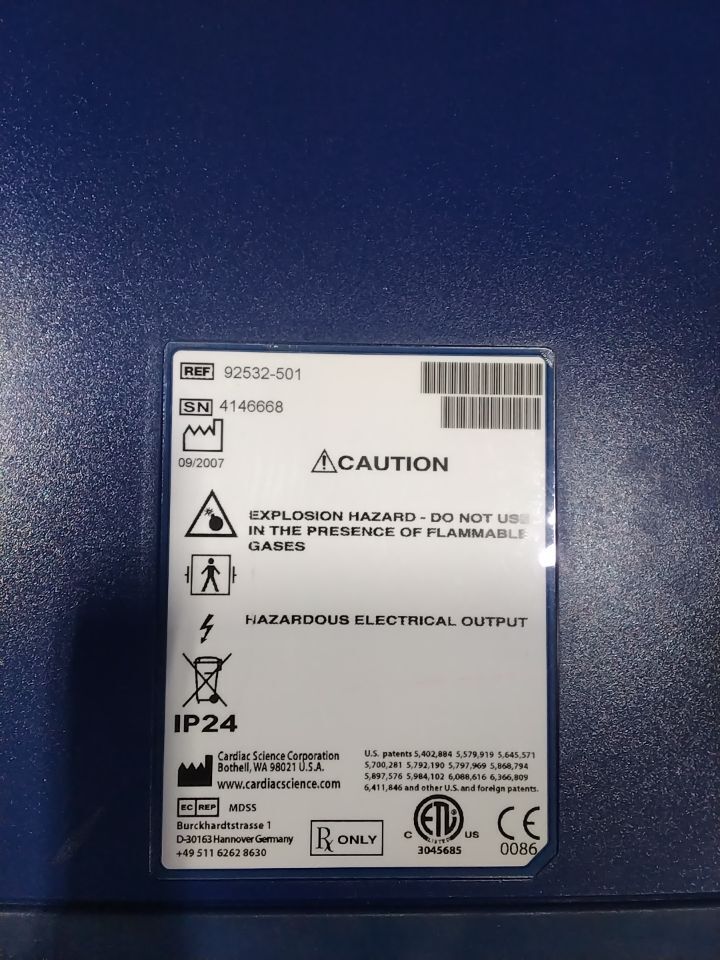 REF 92532-501
SN 4146668
09/2007
CAUTION
EXPLOSION HAZARD - DO NOT USE
IN THE PRESENCE OF FLAMMABLE
GASES
HAZARDOUS ELECTRICAL OUTPUT
IP24
Cardiac Science Corporation
Bothell, WA 98021 U.S.A.
www.cardiacscience.com
U.S. patents 5,402,884 5,579,919 5,645,571
5,700,281 5,792,190 5,797,969 5,868,794
5,897,576 5,984,102 6,088,616 6,366,809
6,411,846 and other U.S. and foreign patents.
EC REP MDSS
Burckhardtstrasse 1
D-30163 Hannover Germany
+49 511 6262 8630
Rx ONLY
C ETL US
LISTED
3045685
CE
0086